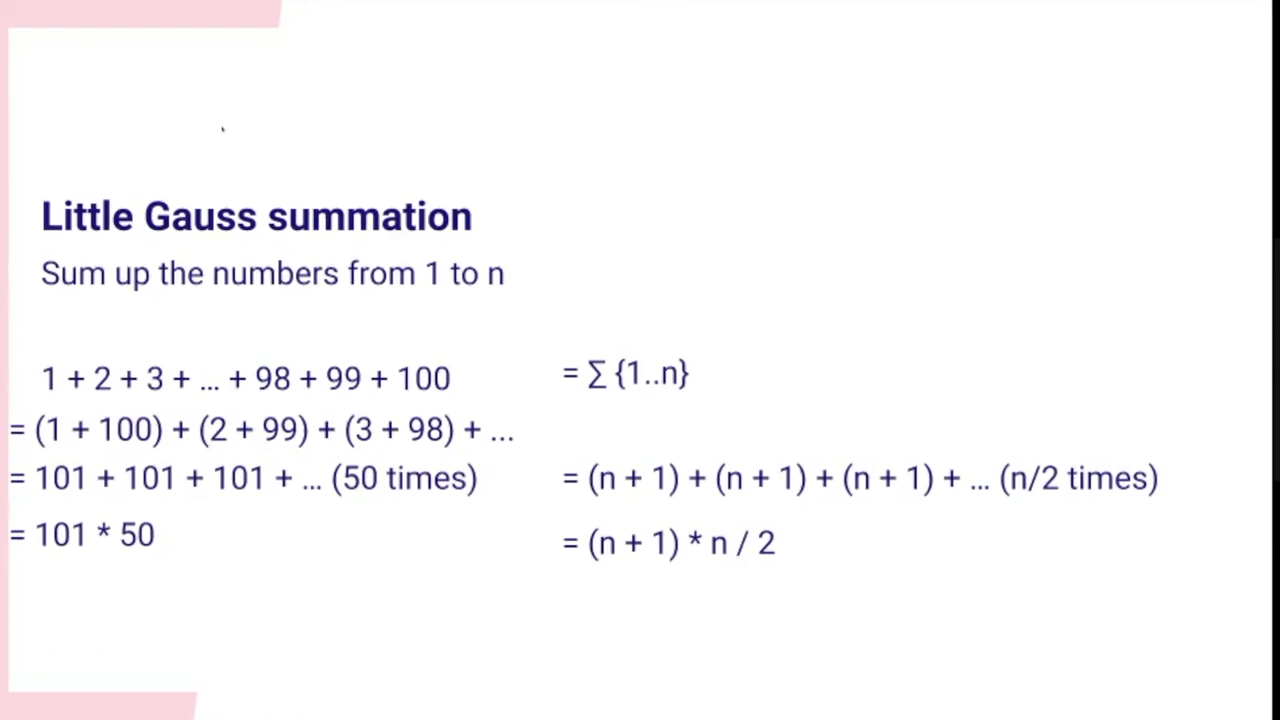 Little Gauss summation
Sum up the numbers from 1 to n
1 + 2 + 3 + ... + 98 + 99 + 100
= (1 + 100) + (2 + 99) + (3 + 98) + ...
= 101 + 101 + 101 + ... (50 times)
= 101 * 50
= ∑ {1..n}
= (n + 1) + (n + 1) + (n + 1) + ... (n/2 times)
= (n + 1) * n / 2